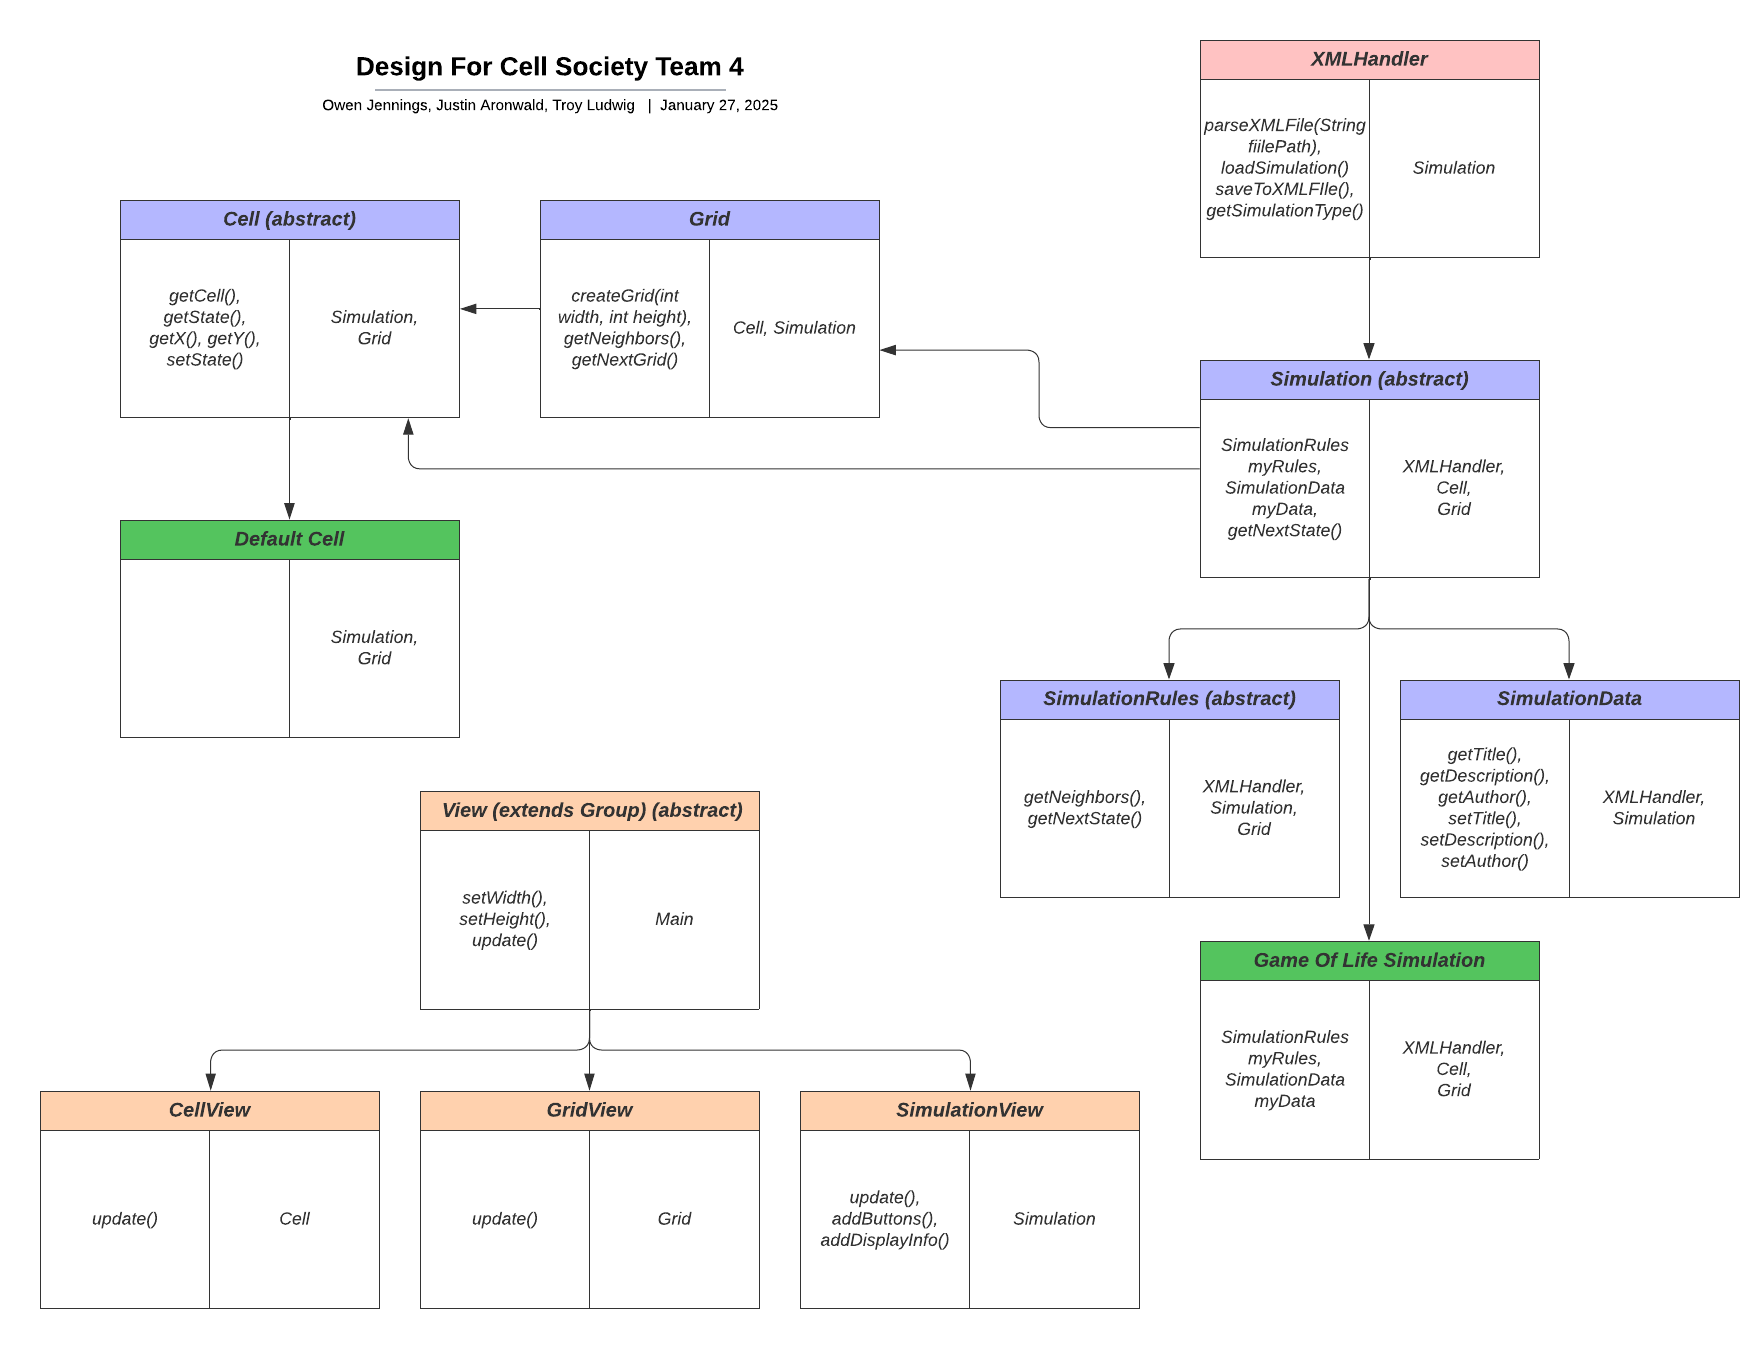 Design For Cell Society Team 4
Owen Jennings, Justin Aronwald, Troy Ludwig | January 27, 2025
XMLHandler
parseXMLFile(String
fiilePath),
loadSimulation()
saveToXMLFIle(),
getSimulationType()
Simulation
Cell (abstract)
getCell(),
getState(),
getX(), getY(),
setState()
Simulation,
Grid
Grid
createGrid(int
width, int height),
getNeighbors(),
getNextGrid()
Cell, Simulation
Simulation (abstract)
SimulationRules
myRules,
SimulationData
myData,
getNextState()
XMLHandler,
Cell,
Grid
Default Cell
Simulation,
Grid
SimulationRules (abstract)
getNeighbors(),
getNextState()
XMLHandler,
Simulation,
Grid
SimulationData
getTitle(),
getDescription(),
getAuthor(),
setTitle(),
setDescription(),
setAuthor()
XMLHandler,
Simulation
View (extends Group) (abstract)
setWidth(),
setHeight(),
update()
Main
Game Of Life Simulation
SimulationRules
myRules,
SimulationData
myData
XMLHandler,
Cell,
Grid
CellView
update()
Cell
GridView
update()
Grid
SimulationView
update(),
addButtons(),
addDisplayInfo()
Simulation